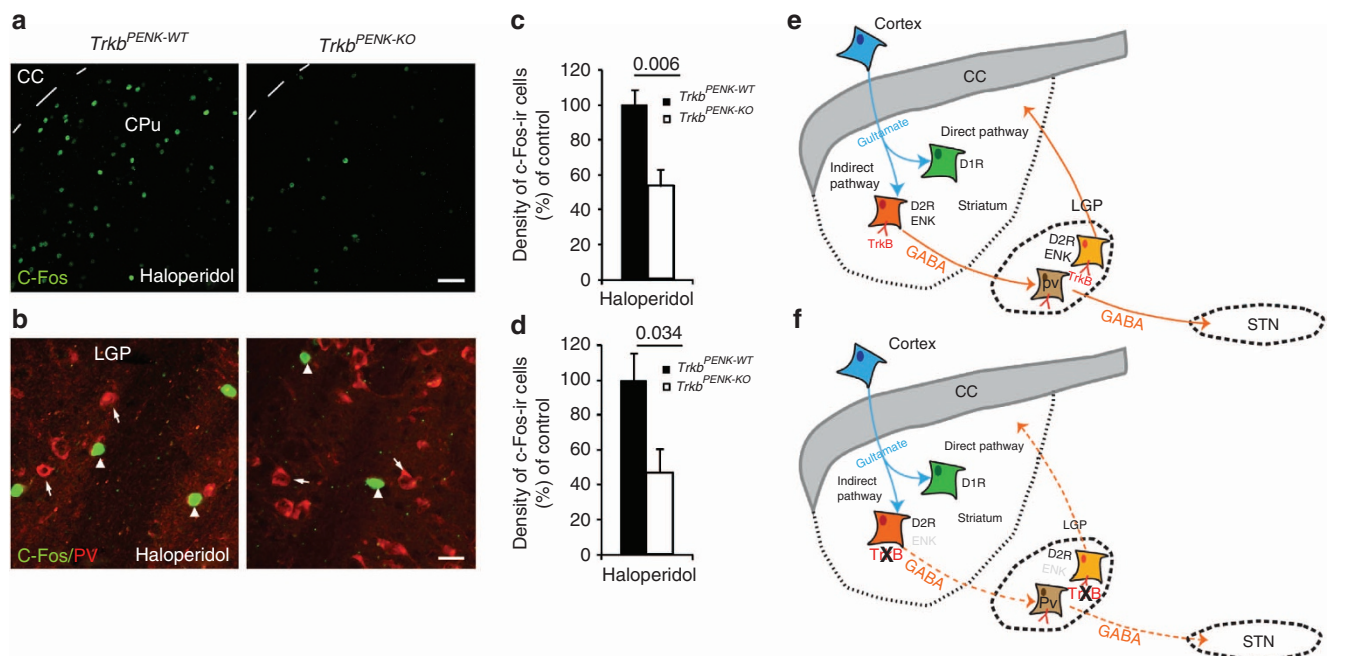 a
Trkb^PENK-WT
Trkb^PENK-KO
CC
CPu
C-Fos
Haloperidol
b
LGP
C-Fos/PV
Haloperidol
c
0.006
Density of c-Fos-ir cells
(%) of control
120
100
80
60
40
20
0
Trkb^PENK-WT
Trkb^PENK-KO
Haloperidol
d
0.034
Density of c-Fos-ir cells
(%) of control
120
100
80
60
40
20
0
Trkb^PENK-WT
Trkb^PENK-KO
Haloperidol
e
Cortex
CC
Gultamate
Direct pathway
D1R
Indirect
pathway
D2R
ENK
Striatum
TrkB
GABA
LGP
D2R
ENK
TrkB
pv
GABA
STN
f
Cortex
CC
Gultamate
Direct pathway
D1R
Indirect
pathway
D2R
ENK
Striatum
TrkB
X
GABA
LGP
D2R
ENK
TrkB
X
Pv
GABA
STN